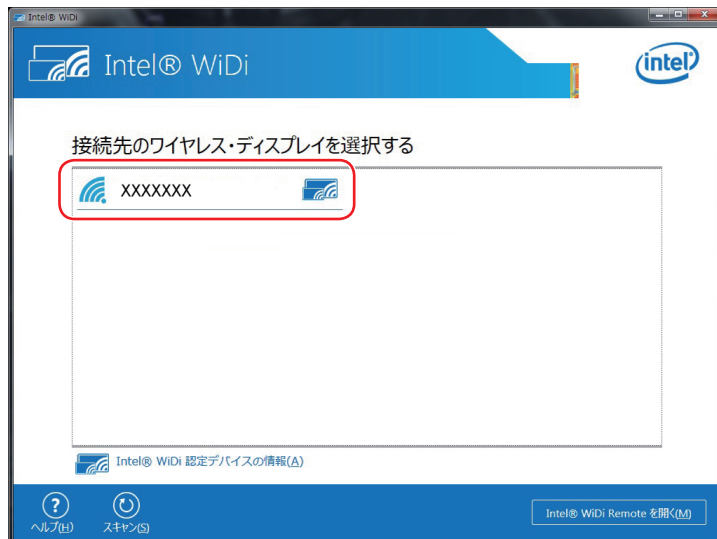 Intel® WiDi
Intel® WiDi
intel®
接続先のワイヤレス・ディスプレイを選択する
XXXXXXX
Intel® WiDi 認定デバイスの情報(A)
?
ヘルプ(H)
スキャン(S)
Intel® WiDi Remote を開く(M)